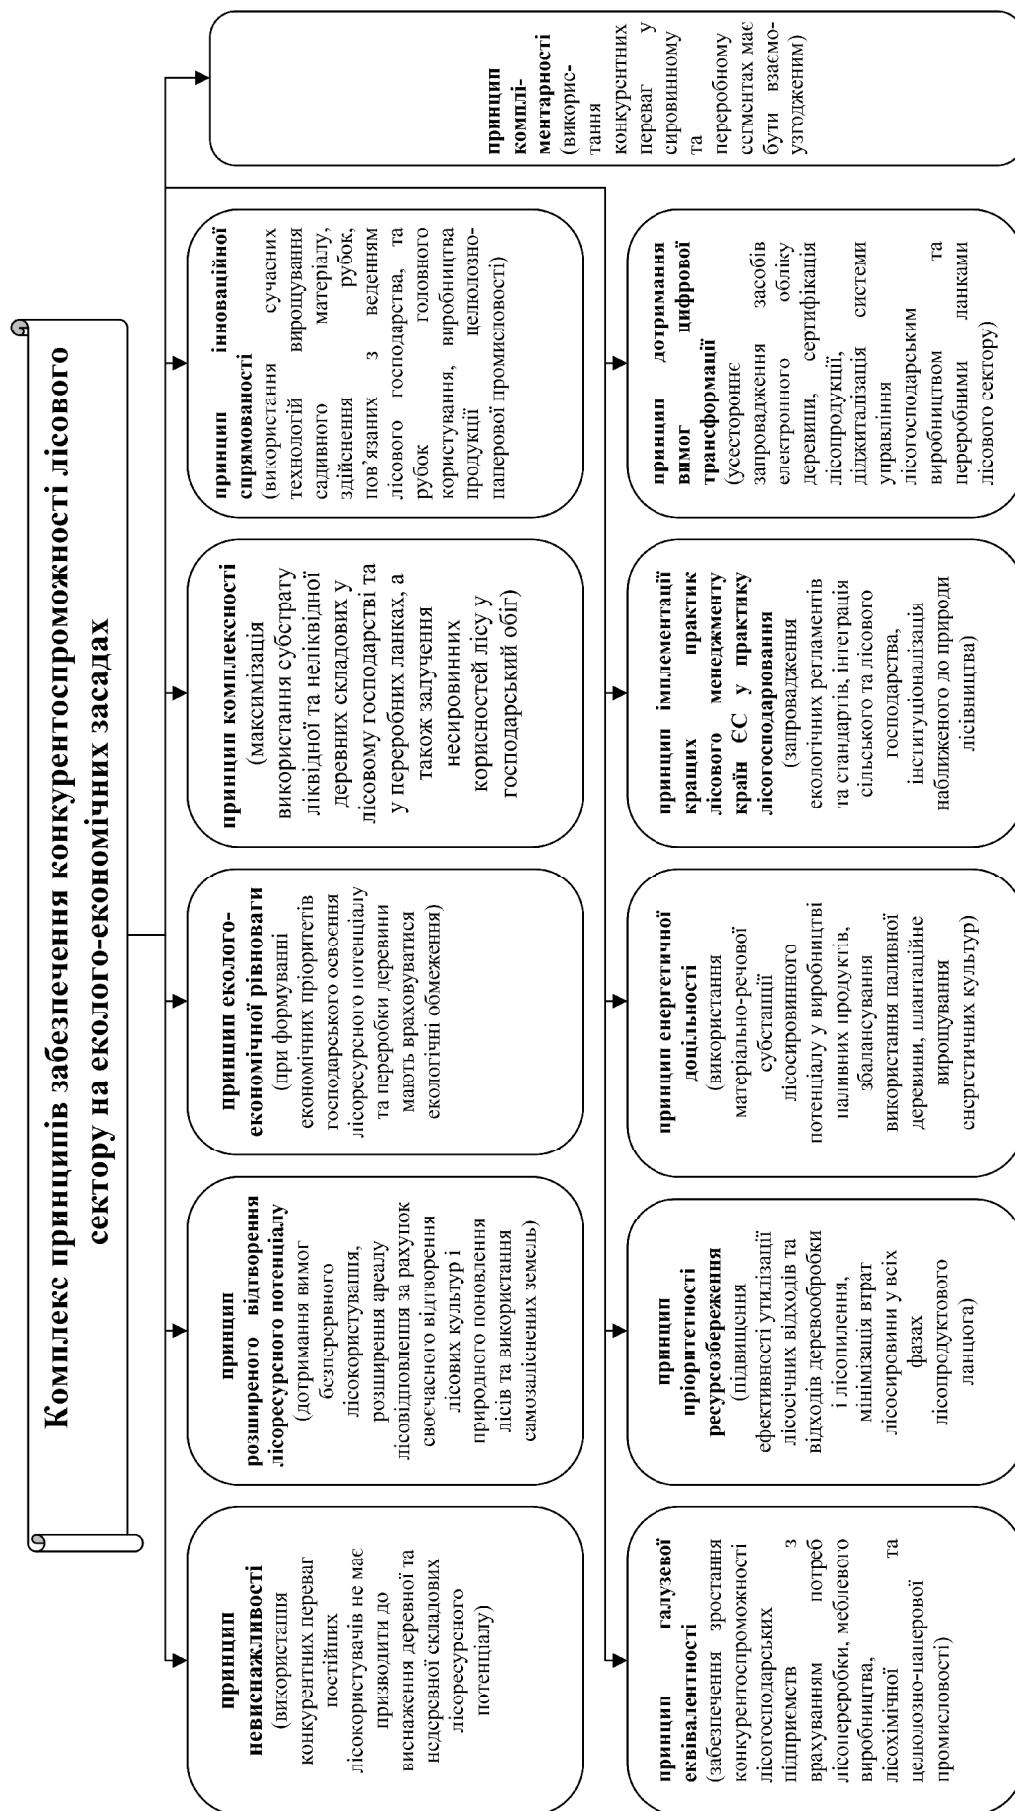 Комплекс принципів забезпечення конкурентоспроможності лісового
сектору на еколого-економічних засадах
принцип
невиснажливості
(використання
конкурентних переваг
постійних
лісокористувачів не має
призводити до
виснаження деревної та
недеревної складових
лісоресурсного
потенціалу)
принцип
розширеного відтворення
лісоресурсного потенціалу
(дотримання вимог
безперервного
лісокористування,
розширення ареалу
лісовідновлення за рахунок
своєчасного відтворення
лісових культур і
природного поновлення
лісів та використання
самозаліснених земель)
принцип еколого-
економічної рівноваги
(при формуванні
економічних пріоритетів
господарського освоєння
лісоресурсного потенціалу
та переробки деревини
мають враховуватися
екологічні обмеження)
принцип комплексності
(максимізація
використання субстрату
ліквідної та неліквідної
деревних складових у
лісовому господарстві та
у переробних ланках, а
також залучення
несировинних
корисностей лісу у
господарський обіг)
принцип інноваційної
спрямованості
(використання сучасних
технологій вирощування
садивного матеріалу,
здійснення рубок,
пов’язаних з веденням
лісового господарства, та
рубок головного
користування, виробництва
продукції целюлозно-
паперової промисловості)
принцип
комплі-
ментарності
(викорис-
тання
конкурентних
переваг у
сировинному
та
переробному
сегментах має
бути взаємо-
узгодженим)
принцип галузевої
еквівалентності
(забезпечення зростання
конкурентоспроможності
лісогосподарських
підприємств з
врахуванням потреб
лісопереробки, меблевого
виробництва,
лісохімічної та
целюлозно-паперової
промисловості)
принцип
пріоритетності
ресурсозбереження
(підвищення
ефективності утилізації
лісосічних відходів та
відходів деревообробки
і лісопиляння,
мінімізація втрат
лісосировини у всіх
фазах
лісопродуктового
ланцюга)
принцип енергетичної
доцільності
(використання
матеріально-речової
субстанції
лісосировинного
потенціалу у виробництві
паливних продуктів,
збалансування
використання паливної
деревини, плантаційне
вирощування
енергетичних культур)
принцип імплементації
кращих практик
лісового менеджменту
країн ЄС у практику
лісогосподарювання
(запровадження
екологічних регламентів
та стандартів, інтеграція
сільського та лісового
господарства,
інституціоналізація
наближеного до природи
лісівництва)
принцип дотримання
вимог цифрової
трансформації
(усестороннє
запровадження засобів
електронного обліку
деревини, сертифікація
лісопродукції,
діджиталізація системи
управління
лісогосподарським
виробництвом та
переробними ланками
лісового сектору)